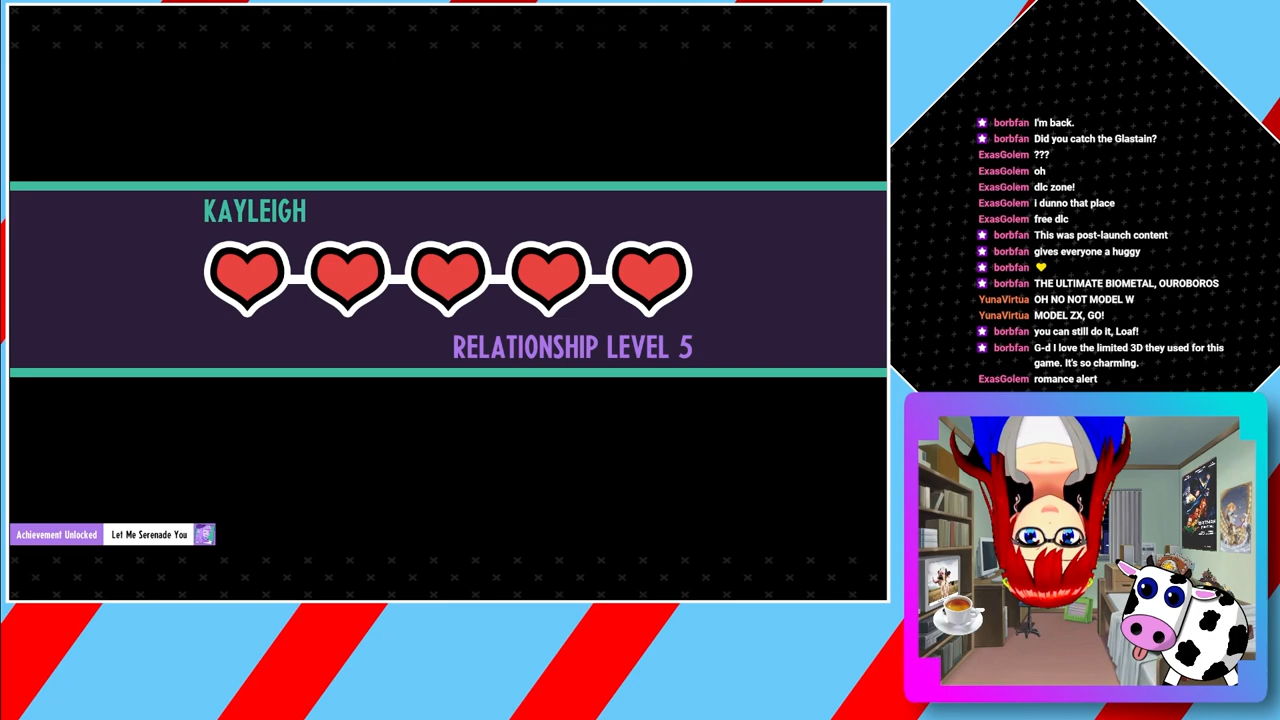 KAYLEIGH
RELATIONSHIP LEVEL 5
Achievement Unlocked Let Me Serenade You
borbfan I'm back.
borbfan Did you catch the Glastain?
ExasGolem ???
ExasGolem oh
ExasGolem dlc zone!
ExasGolem i dunno that place
ExasGolem free dlc
borbfan This was post-launch content
borbfan gives everyone a huggy
borbfan 💛
borbfan THE ULTIMATE BIOMETAL, OUROBOROS
YunaVirtua OH NO NOT MODEL W
YunaVirtua MODEL ZX, GO!
borbfan you can still do it, Loaf!
borbfan G-d I love the limited 3D they used for this
game. It's so charming.
ExasGolem romance alert